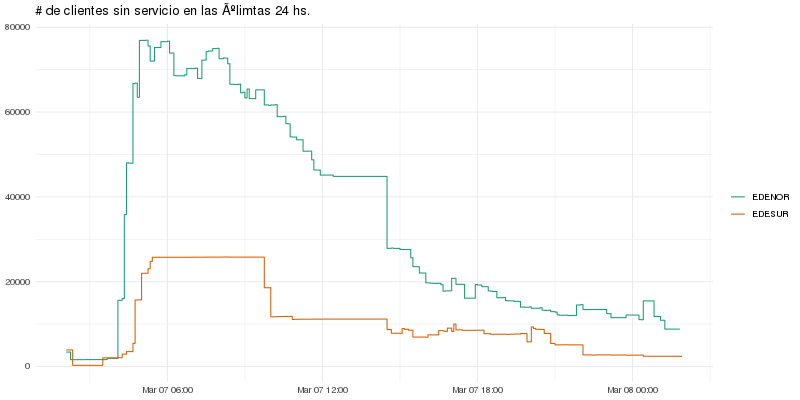 # de clientes sin servicio en las Ãºlimtas 24 hs.
80000
60000
40000
20000
0
Mar 07 06:00
Mar 07 12:00
Mar 07 18:00
Mar 08 00:00
EDENOR
EDESUR